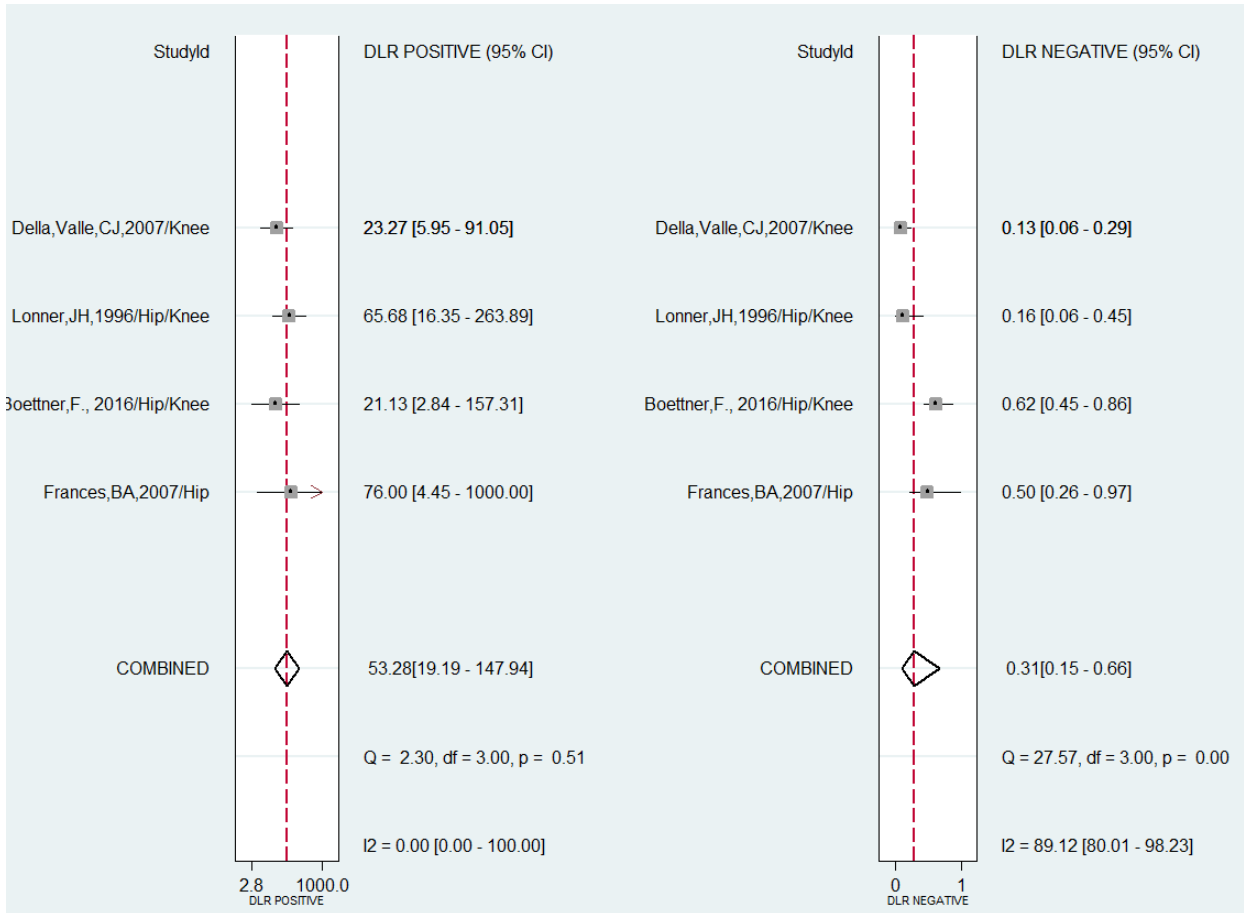 StudyId DLR POSITIVE (95% CI)
Della,Valle,CJ,2007/Knee 23.27 [5.95 - 91.05]
Lonner,JH,1996/Hip/Knee 65.68 [16.35 - 263.89]
Boettner,F., 2016/Hip/Knee 21.13 [2.84 - 157.31]
Frances,BA,2007/Hip 76.00 [4.45 - 1000.00]
COMBINED 53.28[19.19 - 147.94]
Q = 2.30, df = 3.00, p = 0.51
I2 = 0.00 [0.00 - 100.00]
2.8 1000.0
DLR POSITIVE
StudyId DLR NEGATIVE (95% CI)
Della,Valle,CJ,2007/Knee 0.13 [0.06 - 0.29]
Lonner,JH,1996/Hip/Knee 0.16 [0.06 - 0.45]
Boettner,F., 2016/Hip/Knee 0.62 [0.45 - 0.86]
Frances,BA,2007/Hip 0.50 [0.26 - 0.97]
COMBINED 0.31[0.15 - 0.66]
Q = 27.57, df = 3.00, p = 0.00
I2 = 89.12 [80.01 - 98.23]
0 1
DLR NEGATIVE